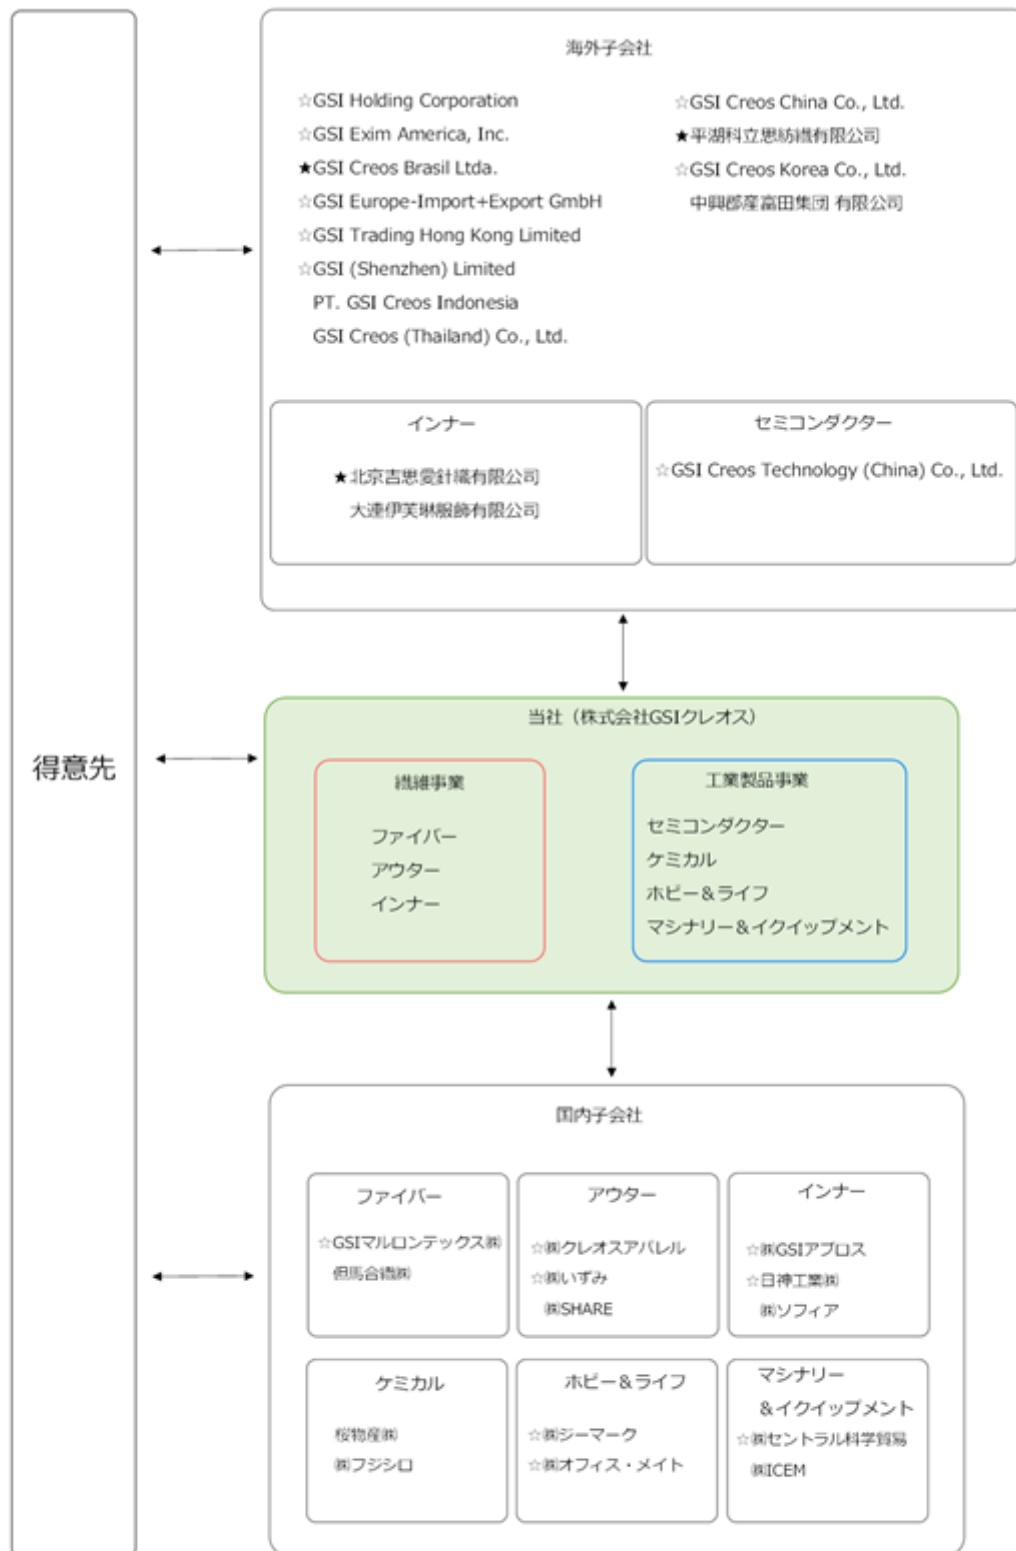 得意先
海外子会社
☆GSI Holding Corporation
☆GSI Exim America, Inc.
★GSI Creos Brasil Ltda.
☆GSI Europe-Import+Export GmbH
☆GSI Trading Hong Kong Limited
☆GSI (Shenzhen) Limited
PT. GSI Creos Indonesia
GSI Creos (Thailand) Co., Ltd.
☆GSI Creos China Co., Ltd.
★平湖科立思紡織有限公司
☆GSI Creos Korea Co., Ltd.
中興郡産富田集団 有限公司
インナー
★北京吉思愛針織有限公司
大連伊芙琳服飾有限公司
セミコンダクター
☆GSI Creos Technology (China) Co., Ltd.
当社（株式会社GSIクレオス）
繊維事業
ファイバー
アウター
インナー
工業製品事業
セミコンダクター
ケミカル
ホビー＆ライフ
マシナリー＆イクイップメント
国内子会社
ファイバー
☆GSIマルロンテックス㈱
但馬合繊㈱
アウター
☆㈱クレオスアパレル
☆㈱いずみ
㈱SHARE
インナー
☆㈱GSIアブロス
☆日神工業㈱
㈱ソフィア
ケミカル
桜物産㈱
㈱フジシロ
ホビー＆ライフ
☆㈱ジーマーク
☆㈱オフィス・メイト
マシナリー
＆イクイップメント
☆㈱セントラル科学貿易
㈱ICEM